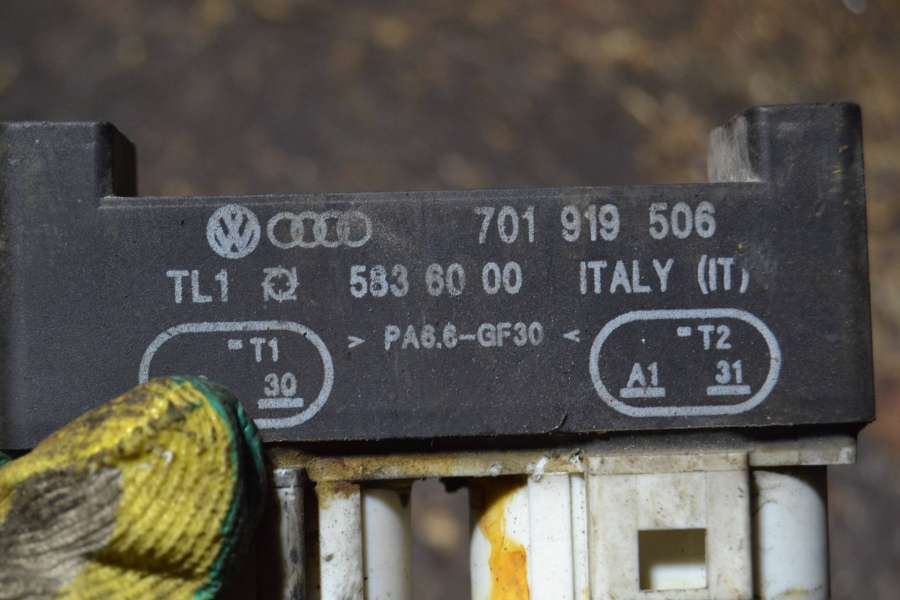 701 919 506
TL1 583 60 00 ITALY (IT)
T1 > PA6.6-GF30 < T2
30 A1 31